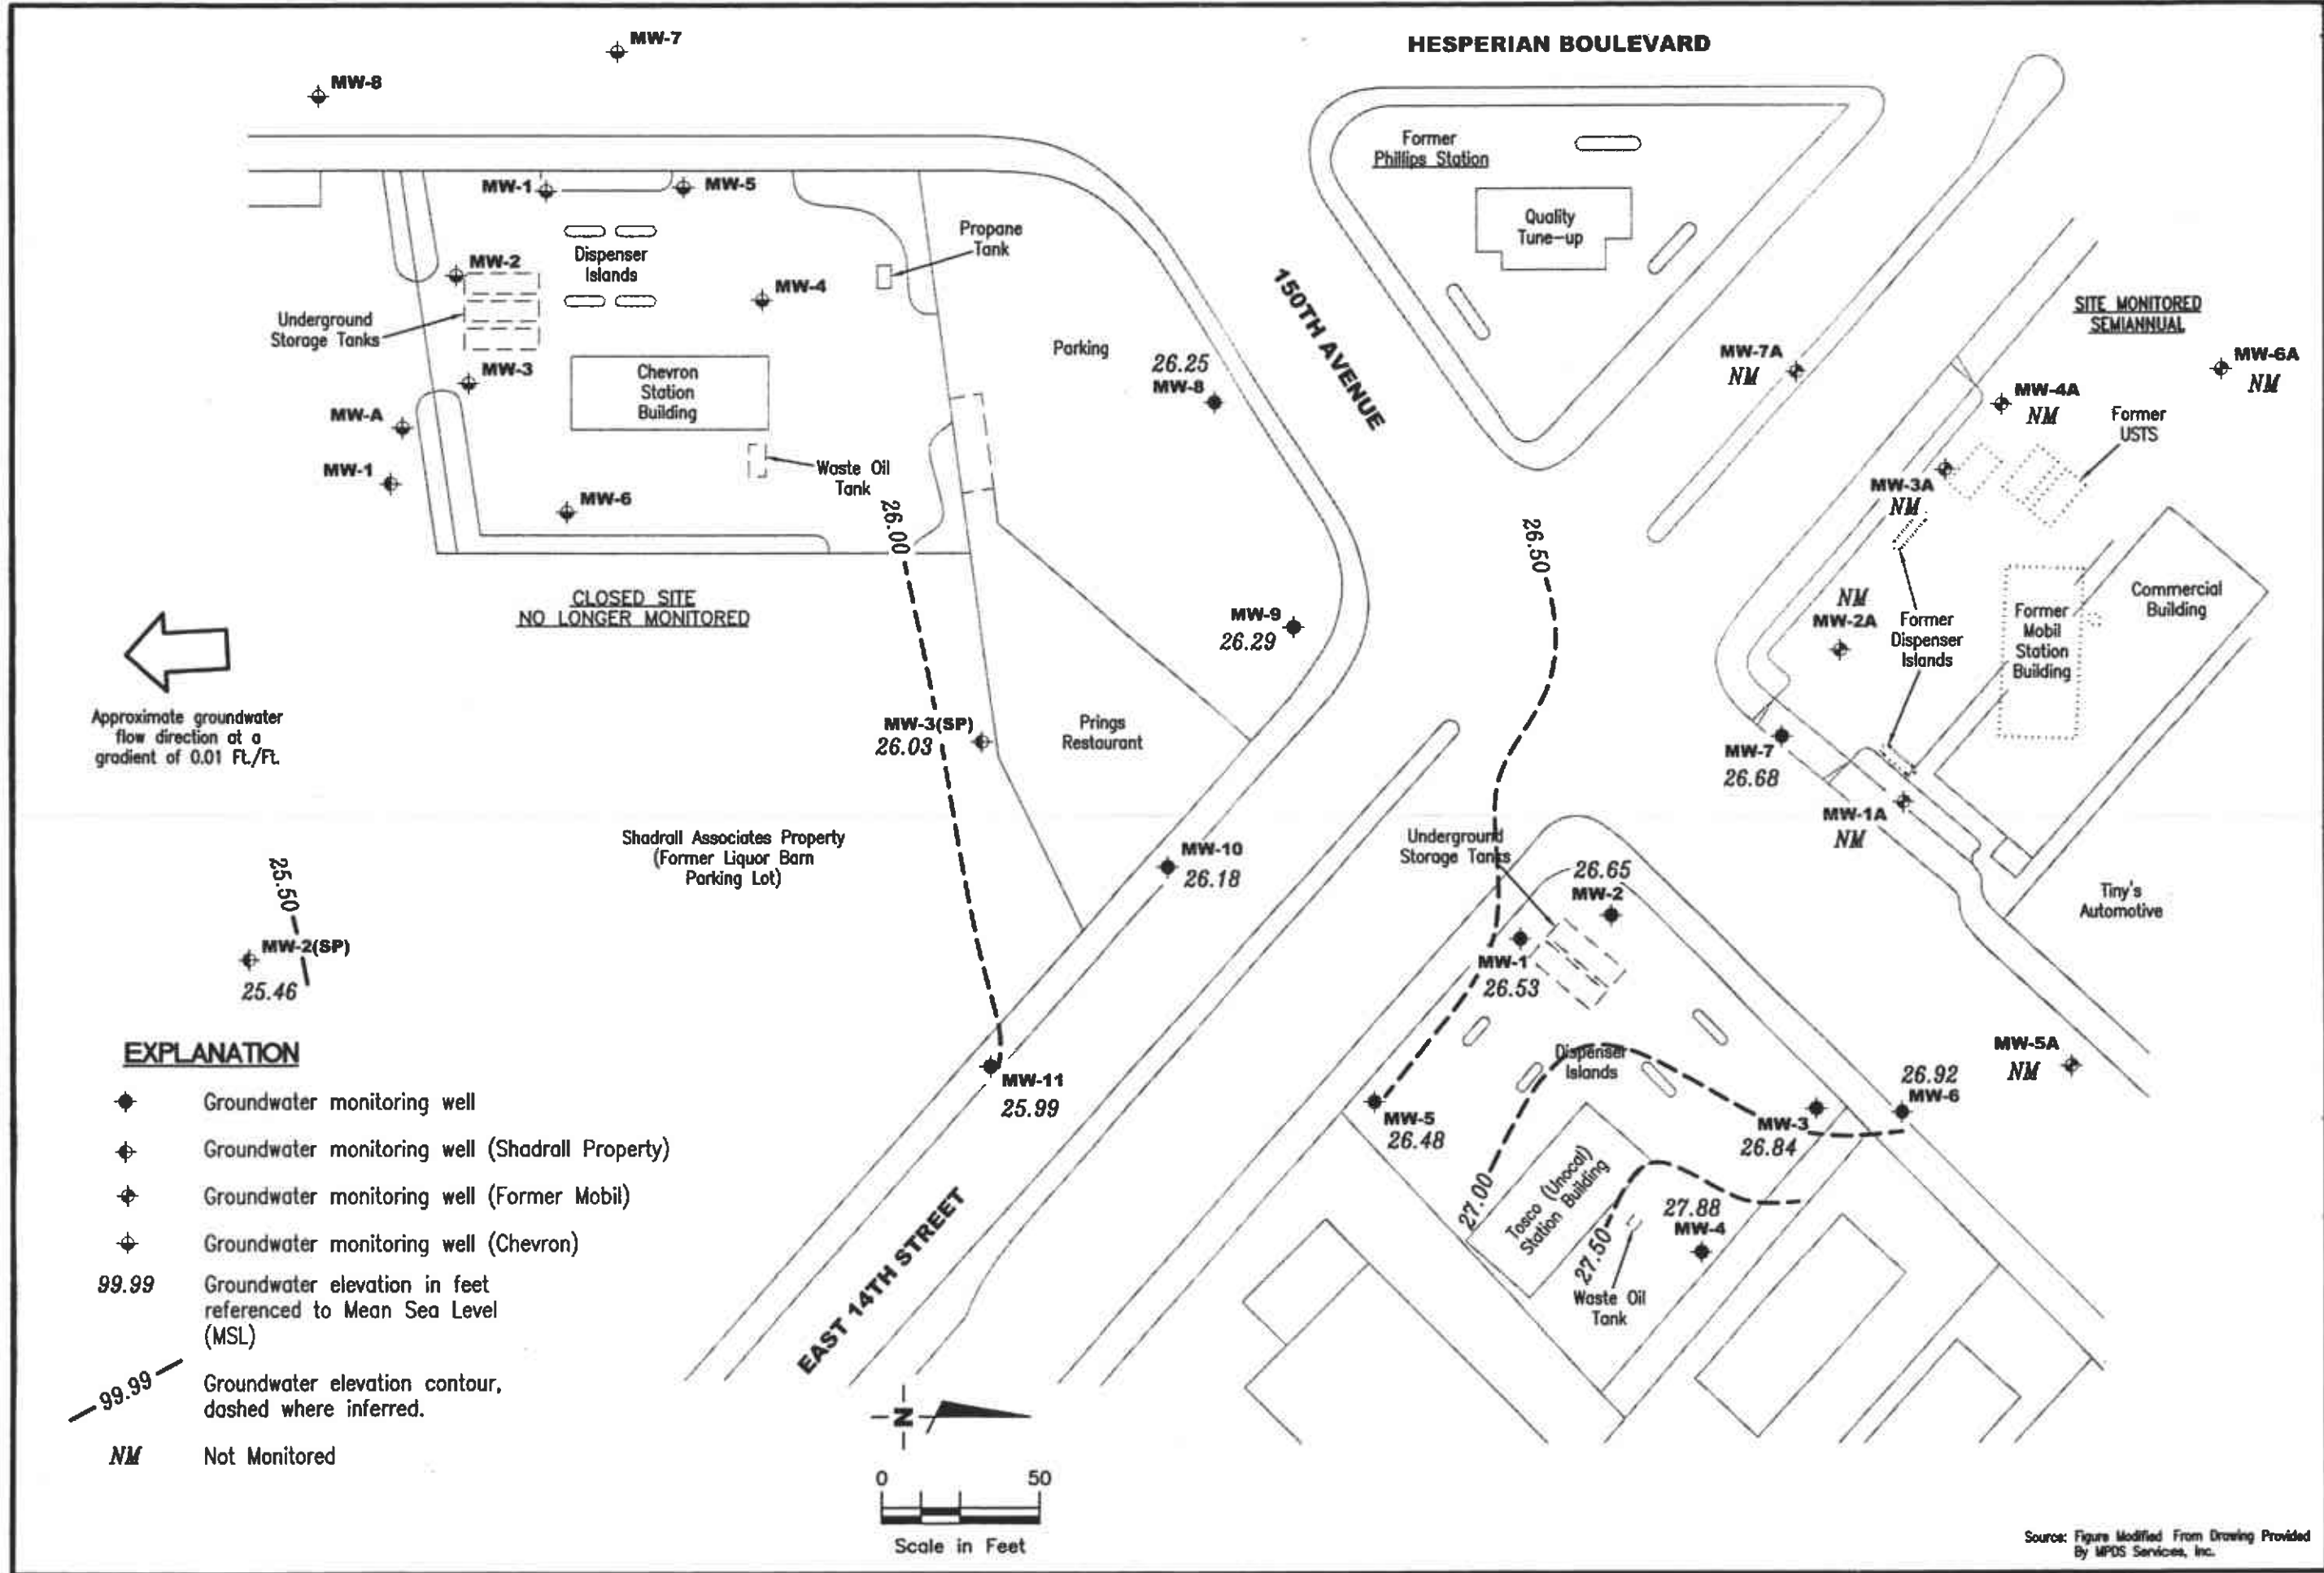 HESPERIAN BOULEVARD
MW-7
MW-8
Former
Phillips Station
Quality
Tune-up
MW-1
MW-5
Dispenser
Islands
Propane
Tank
MW-2
MW-4
Underground
Storage Tanks
MW-3
Chevron
Station
Building
MW-A
MW-1
Waste Oil
Tank
MW-6
Parking
26.25
MW-8
150TH AVENUE
MW-7A
NM
SITE MONITORED
SEMIANNUAL
MW-6A
NM
MW-4A
NM
Former
USTS
MW-3A
NM
26.00
26.50
CLOSED SITE
NO LONGER MONITORED
MW-9
26.29
NM
MW-2A
Former
Dispenser
Islands
Former
Mobil
Station
Building
Commercial
Building
Approximate groundwater
flow direction at a
gradient of 0.01 Ft./Ft.
MW-3(SP)
26.03
Prings
Restaurant
MW-7
26.68
MW-1A
NM
Shadrall Associates Property
(Former Liquor Barn
Parking Lot)
MW-10
26.18
Underground
Storage Tanks
26.65
MW-2
Tiny's
Automotive
25.50
MW-2(SP)
25.46
MW-1
26.53
MW-11
25.99
Dispenser
Islands
MW-5
26.48
MW-3
26.84
26.92
MW-6
MW-5A
NM
27.00
Tosco (Unocal)
Station Building
27.50
27.88
MW-4
Waste Oil
Tank
EAST 14TH STREET
EXPLANATION
Groundwater monitoring well
Groundwater monitoring well (Shadrall Property)
Groundwater monitoring well (Former Mobil)
Groundwater monitoring well (Chevron)
99.99 Groundwater elevation in feet
referenced to Mean Sea Level
(MSL)
99.99 Groundwater elevation contour,
dashed where inferred.
NM Not Monitored
N
0 50
Scale in Feet
Source: Figure Modified From Drawing Provided
By MPDS Services, Inc.